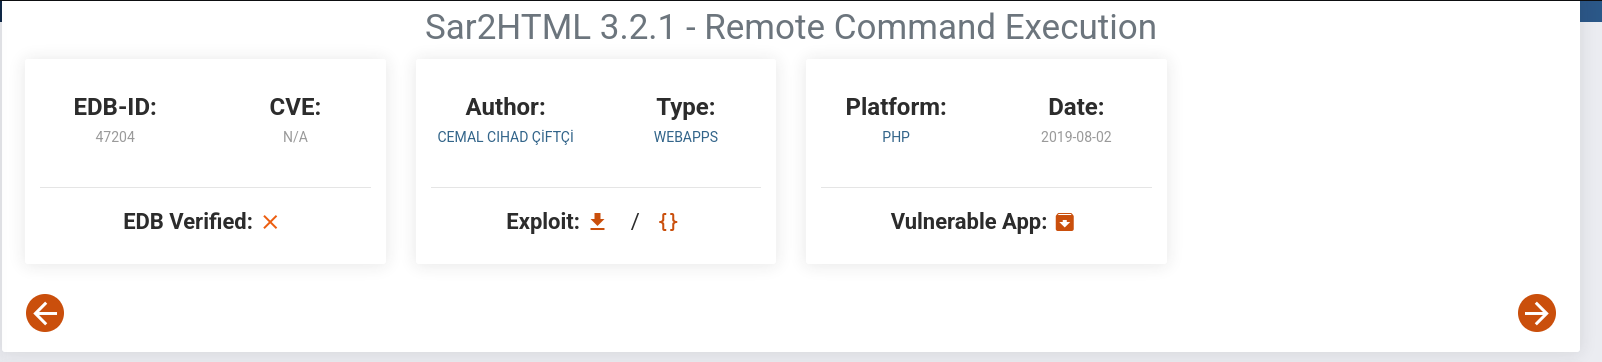 Sar2HTML 3.2.1 - Remote Command Execution
EDB-ID:
47204
CVE:
N/A
Author:
CEMAL CIHAD ÇİFTÇİ
Type:
WEBAPPS
Platform:
PHP
Date:
2019-08-02
EDB Verified:
Exploit: / {}
Vulnerable App: